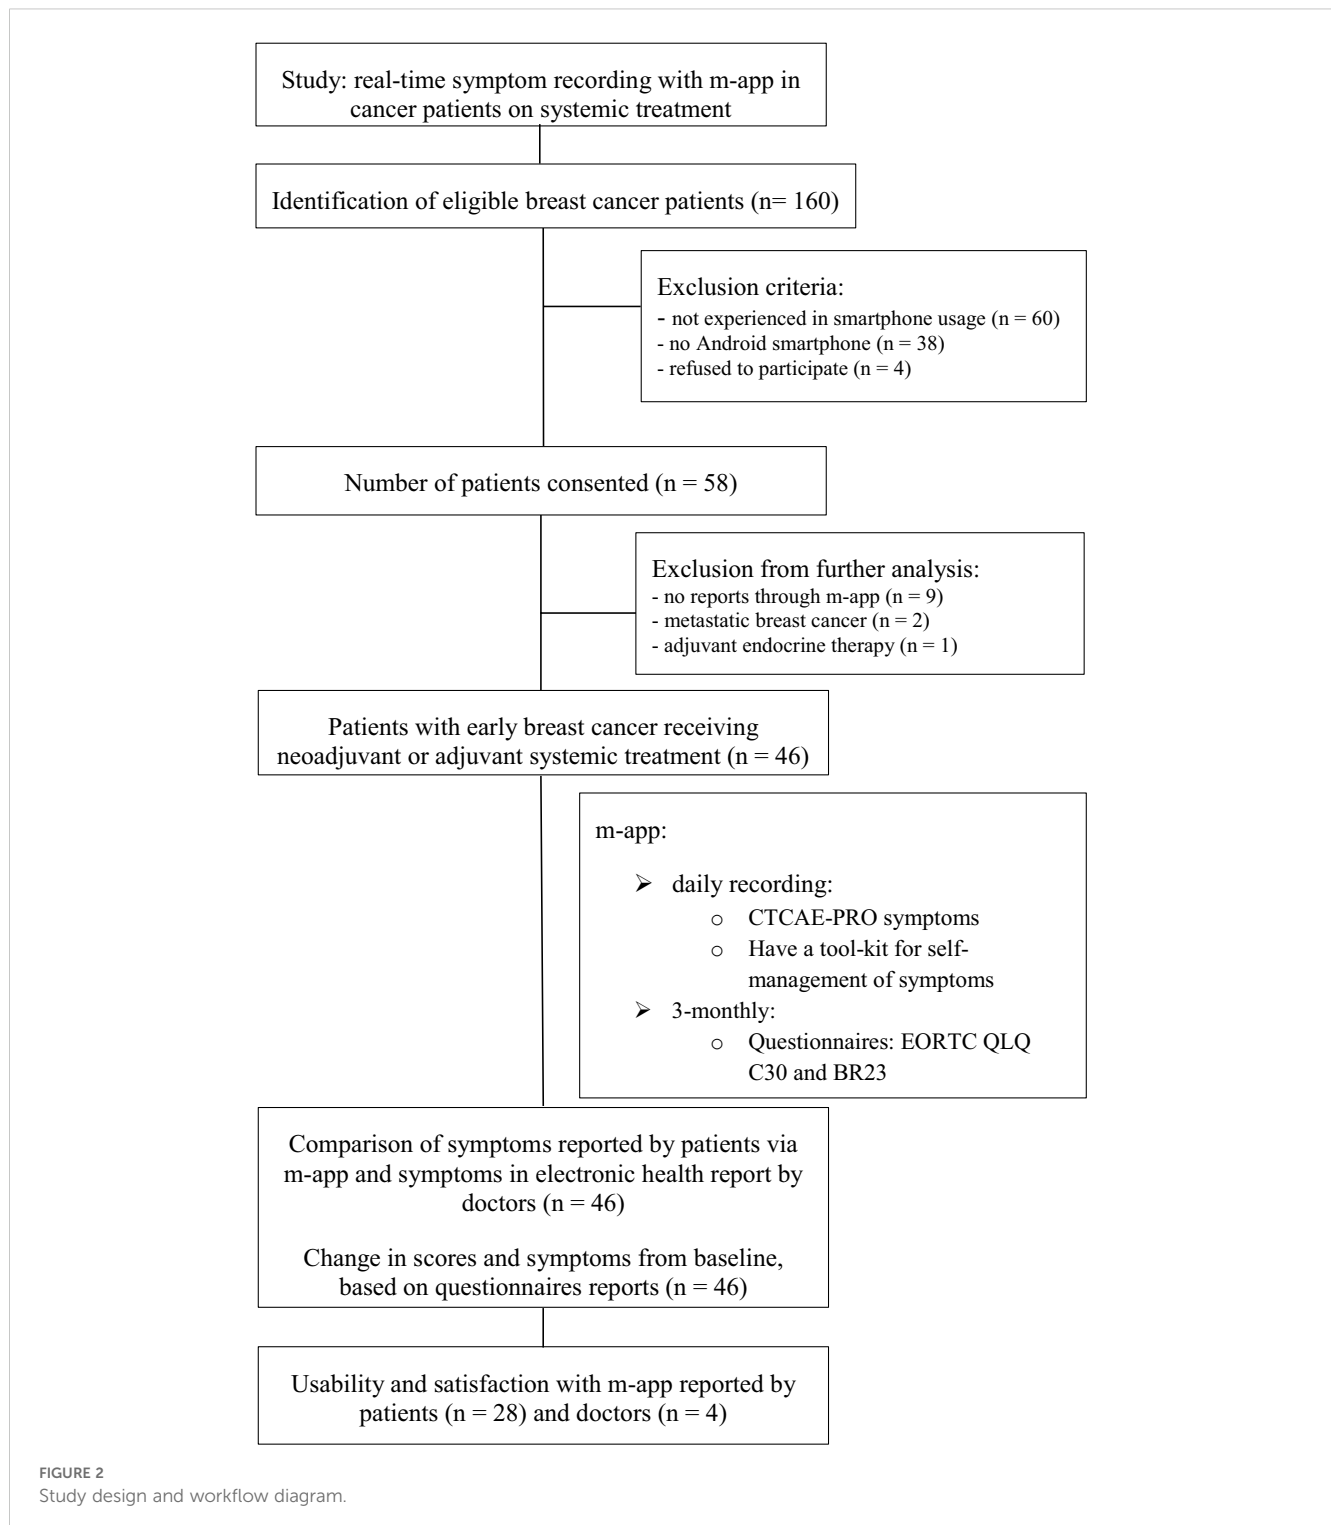 Study: real-time symptom recording with m-app in
cancer patients on systemic treatment
Identification of eligible breast cancer patients (n= 160)
Exclusion criteria:
- not experienced in smartphone usage (n = 60)
- no Android smartphone (n = 38)
- refused to participate (n = 4)
Number of patients consented (n = 58)
Exclusion from further analysis:
- no reports through m-app (n = 9)
- metastatic breast cancer (n = 2)
- adjuvant endocrine therapy (n = 1)
Patients with early breast cancer receiving
neoadjuvant or adjuvant systemic treatment (n = 46)
m-app:
➢ daily recording:
o CTCAE-PRO symptoms
o Have a tool-kit for self-
management of symptoms
➢ 3-monthly:
o Questionnaires: EORTC QLQ
C30 and BR23
Comparison of symptoms reported by patients via
m-app and symptoms in electronic health report by
doctors (n = 46)
Change in scores and symptoms from baseline,
based on questionnaires reports (n = 46)
Usability and satisfaction with m-app reported by
patients (n = 28) and doctors (n = 4)
FIGURE 2
Study design and workflow diagram.